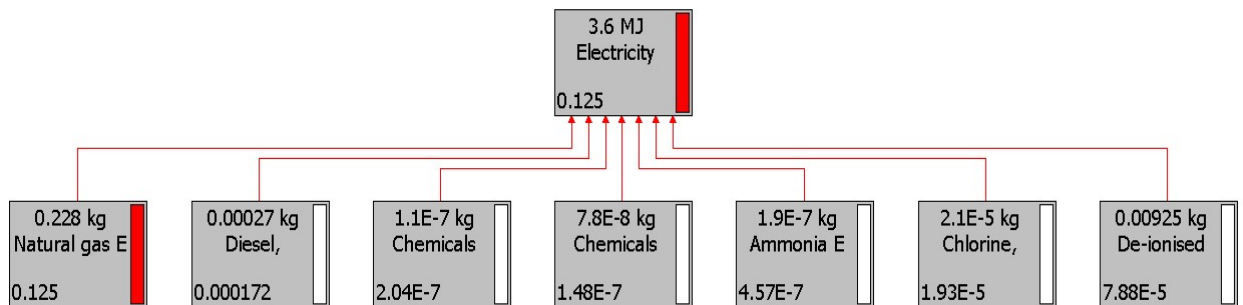 3.6 MJ
Electricity
0.125
0.228 kg
Natural gas E
0.125
0.00027 kg
Diesel,
0.000172
1.1E-7 kg
Chemicals
2.04E-7
7.8E-8 kg
Chemicals
1.48E-7
1.9E-7 kg
Ammonia E
4.57E-7
2.1E-5 kg
Chlorine,
1.93E-5
0.00925 kg
De-ionised
7.88E-5